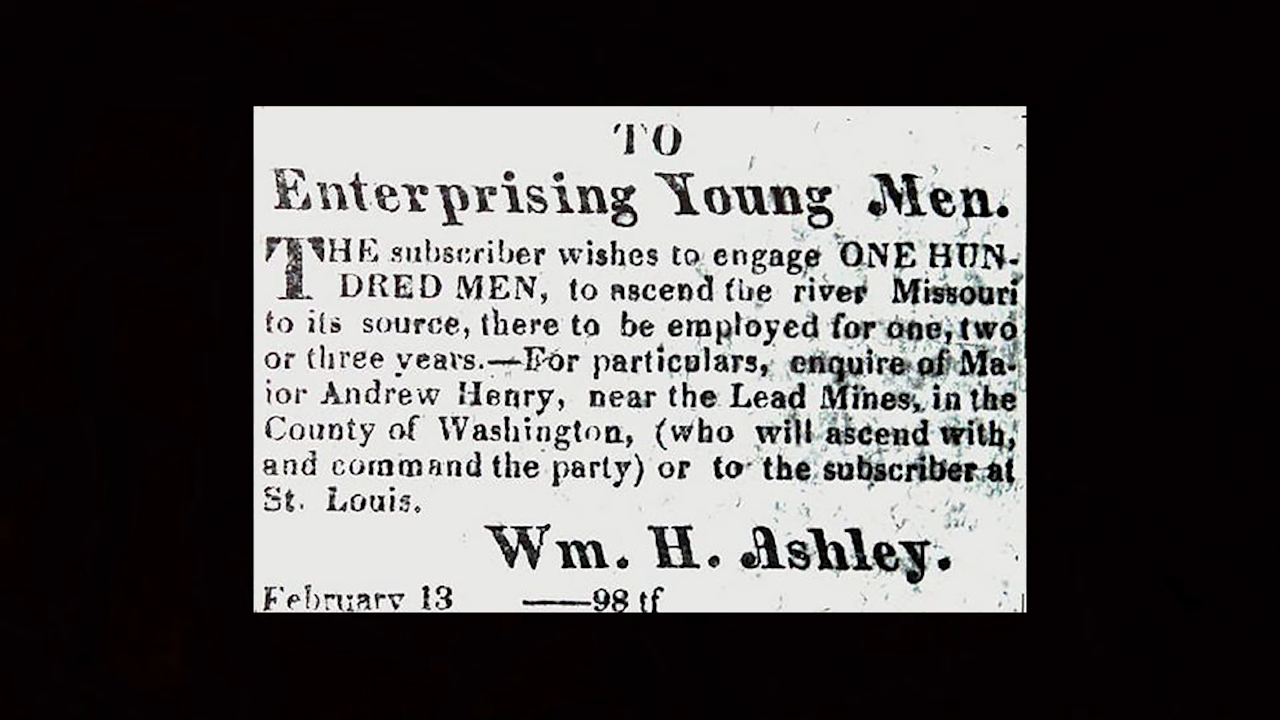 TO
Enterprising Young Men.
THE subscriber wishes to engage ONE HUN-
DRED MEN, to ascend the river Missouri
to its source, there to be employed for one, two
or three years.—For particulars, enquire of Ma-
jor Andrew Henry, near the Lead Mines, in the
County of Washington, (who will ascend with,
and command the party) or to the subscriber at
St. Louis.
Wm. H. Ashley.
February 13 ——98 tf